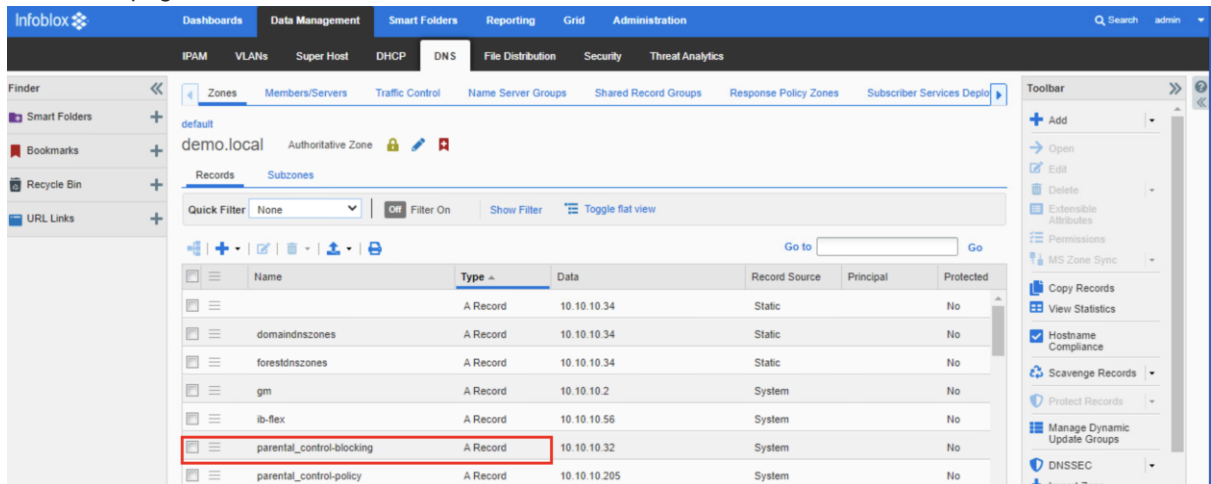 Infoblox Dashboards Data Management Smart Folders Reporting Grid Administration Search admin
IPAM VLANs Super Host DHCP DNS File Distribution Security Threat Analytics
Finder
Smart Folders
Bookmarks
Recycle Bin
URL Links
Zones Members/Servers Traffic Control Name Server Groups Shared Record Groups Response Policy Zones Subscriber Services Deplo
default
demo.local Authoritative Zone
Records Subzones
Quick Filter None Off Filter On Show Filter Toggle flat view
Go to Go
Name Type Data Record Source Principal Protected
A Record 10.10.10.34 Static No
domaindnszones A Record 10.10.10.34 Static No
forestdnszones A Record 10.10.10.34 Static No
gm A Record 10.10.10.2 System No
ib-flex A Record 10.10.10.56 System No
parental_control-blocking A Record 10.10.10.32 System No
parental_control-policy A Record 10.10.10.205 System No
Toolbar
Add
Open
Edit
Delete
Extensible
Attributes
Permissions
MS Zone Sync
Copy Records
View Statistics
Hostname
Compliance
Scavenge Records
Protect Records
Manage Dynamic
Update Groups
DNSSEC